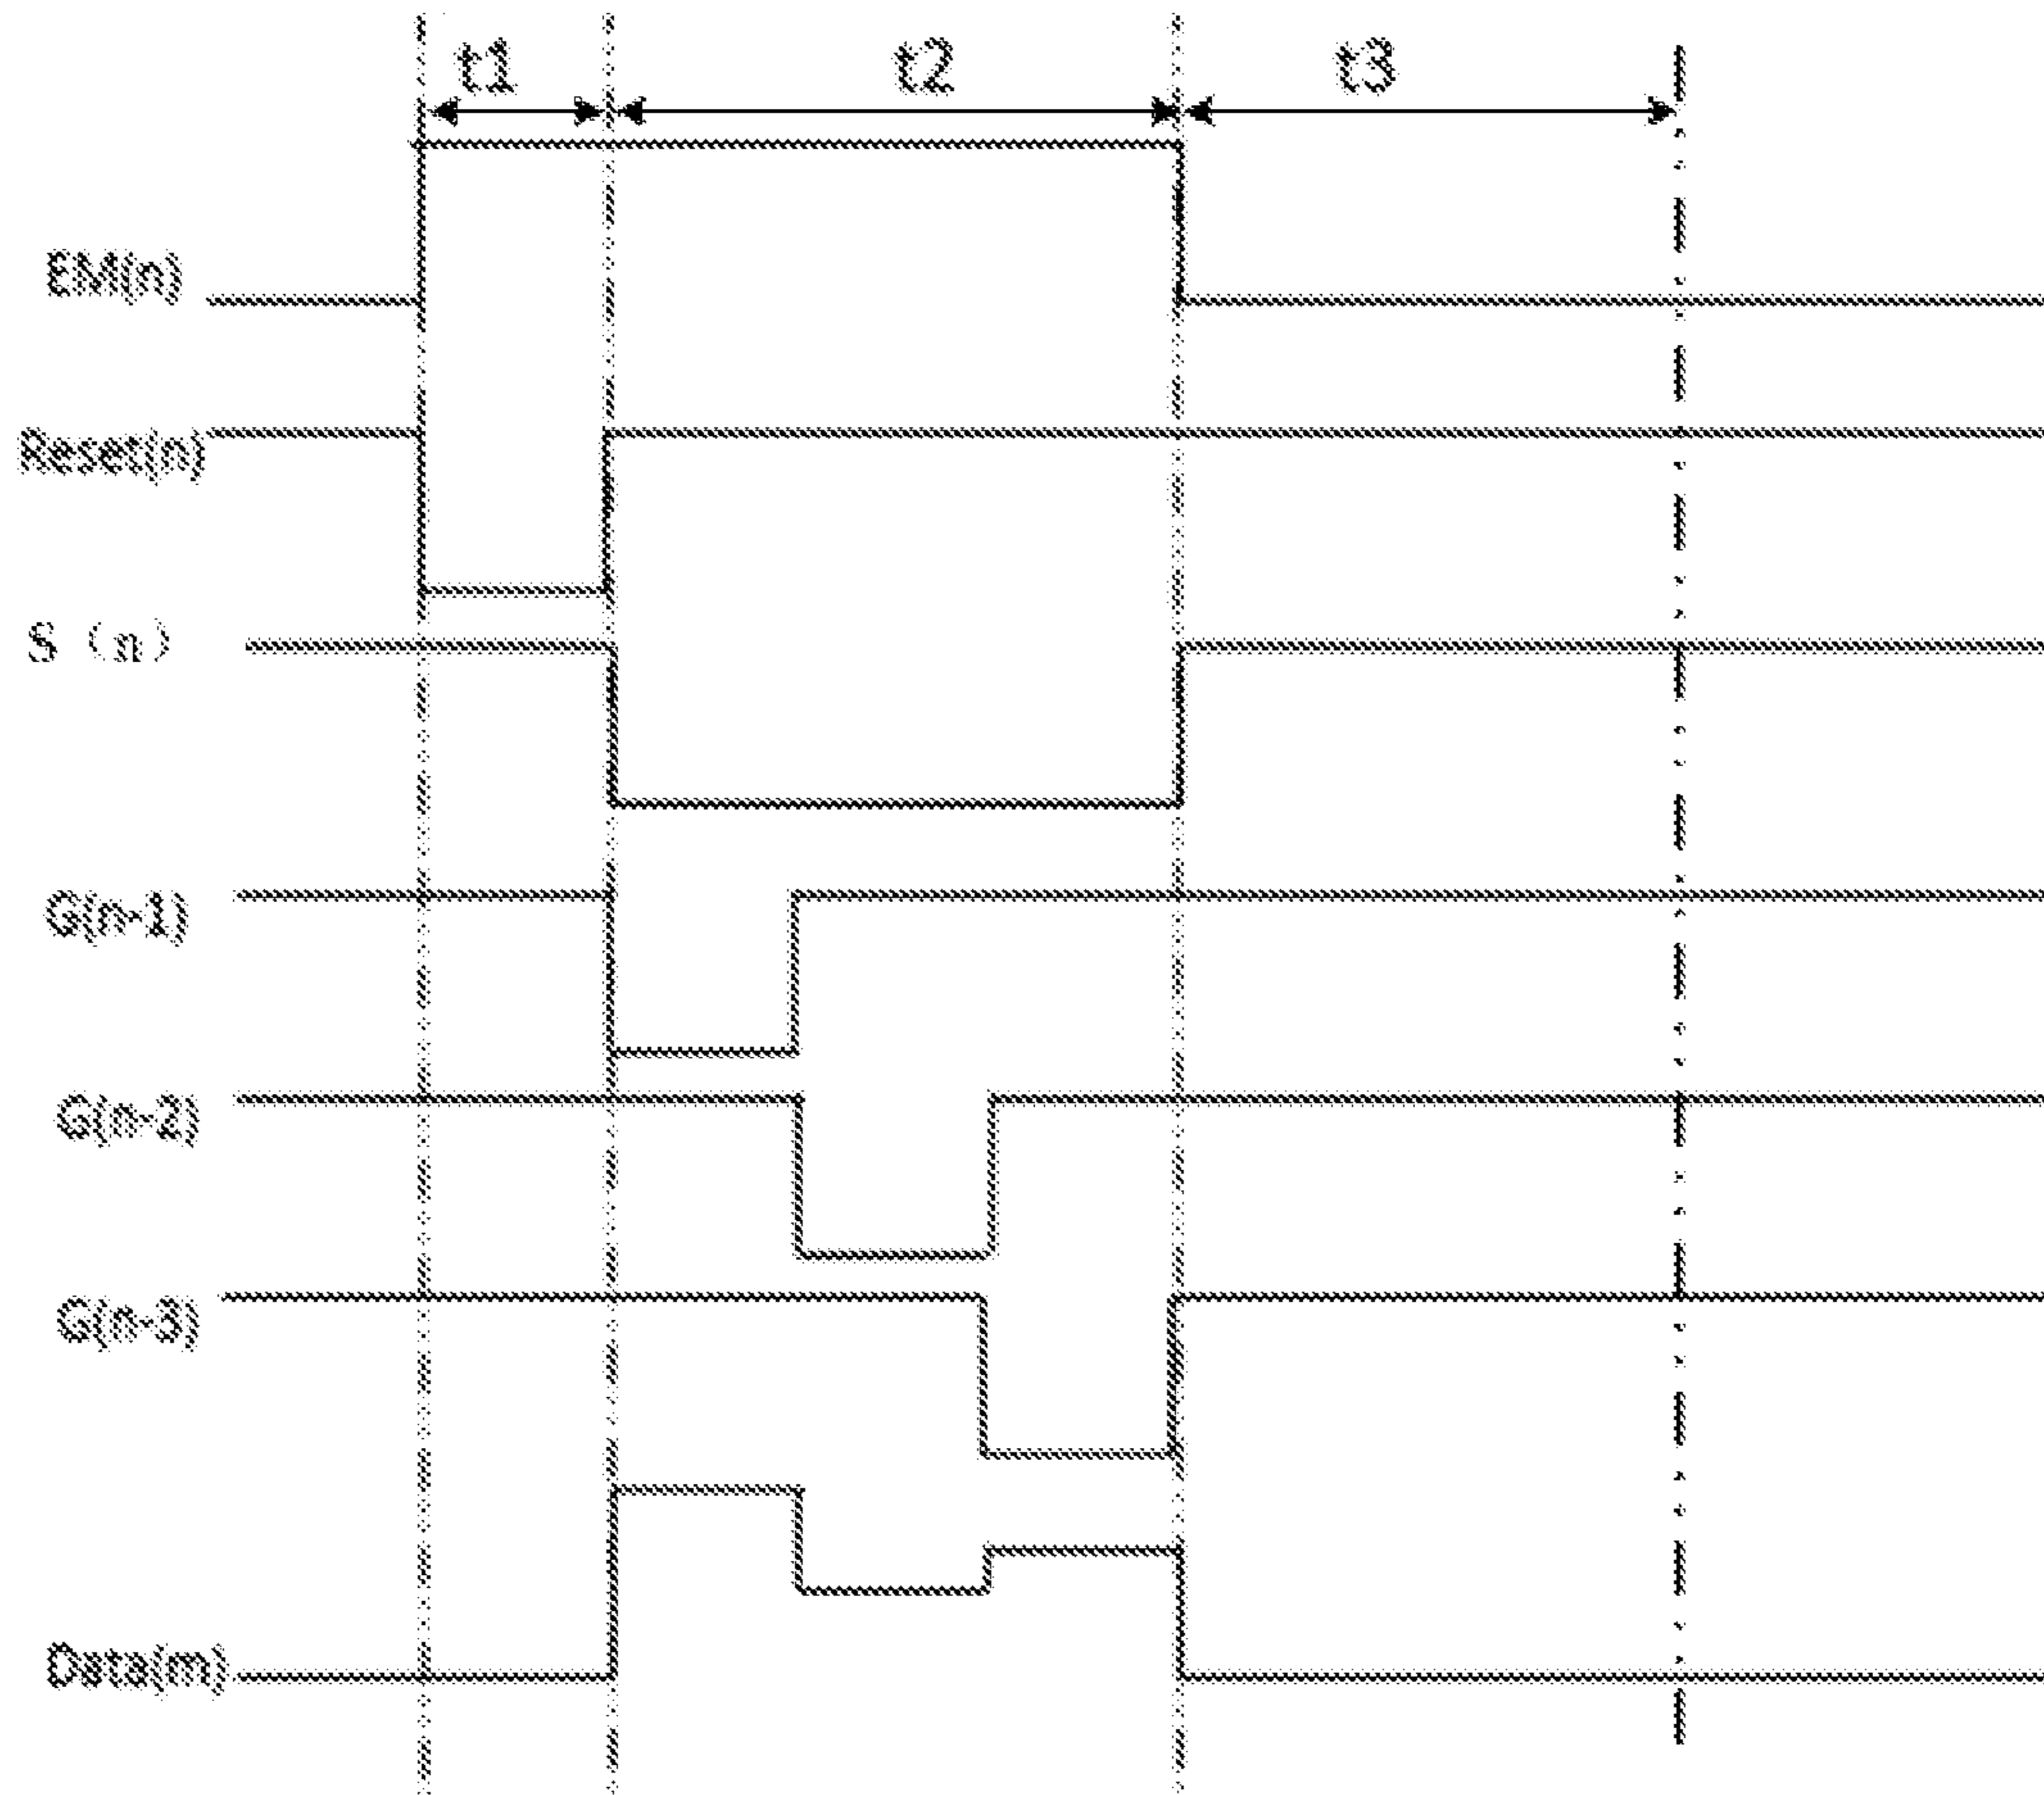 t1 t2 t3
EM(n)
Reset(n)
S（n）
G(n-1)
G(n-2)
G(n-3)
Data(m)